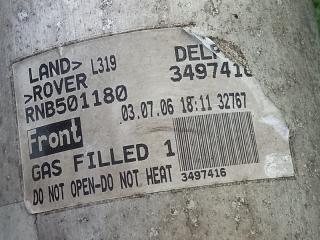 LAND> L319
>ROVER
RNB501180
DELP
3497416
03.07.06 18:11 32767
Front
GAS FILLED 1
DO NOT OPEN-DO NOT HEAT
3497416